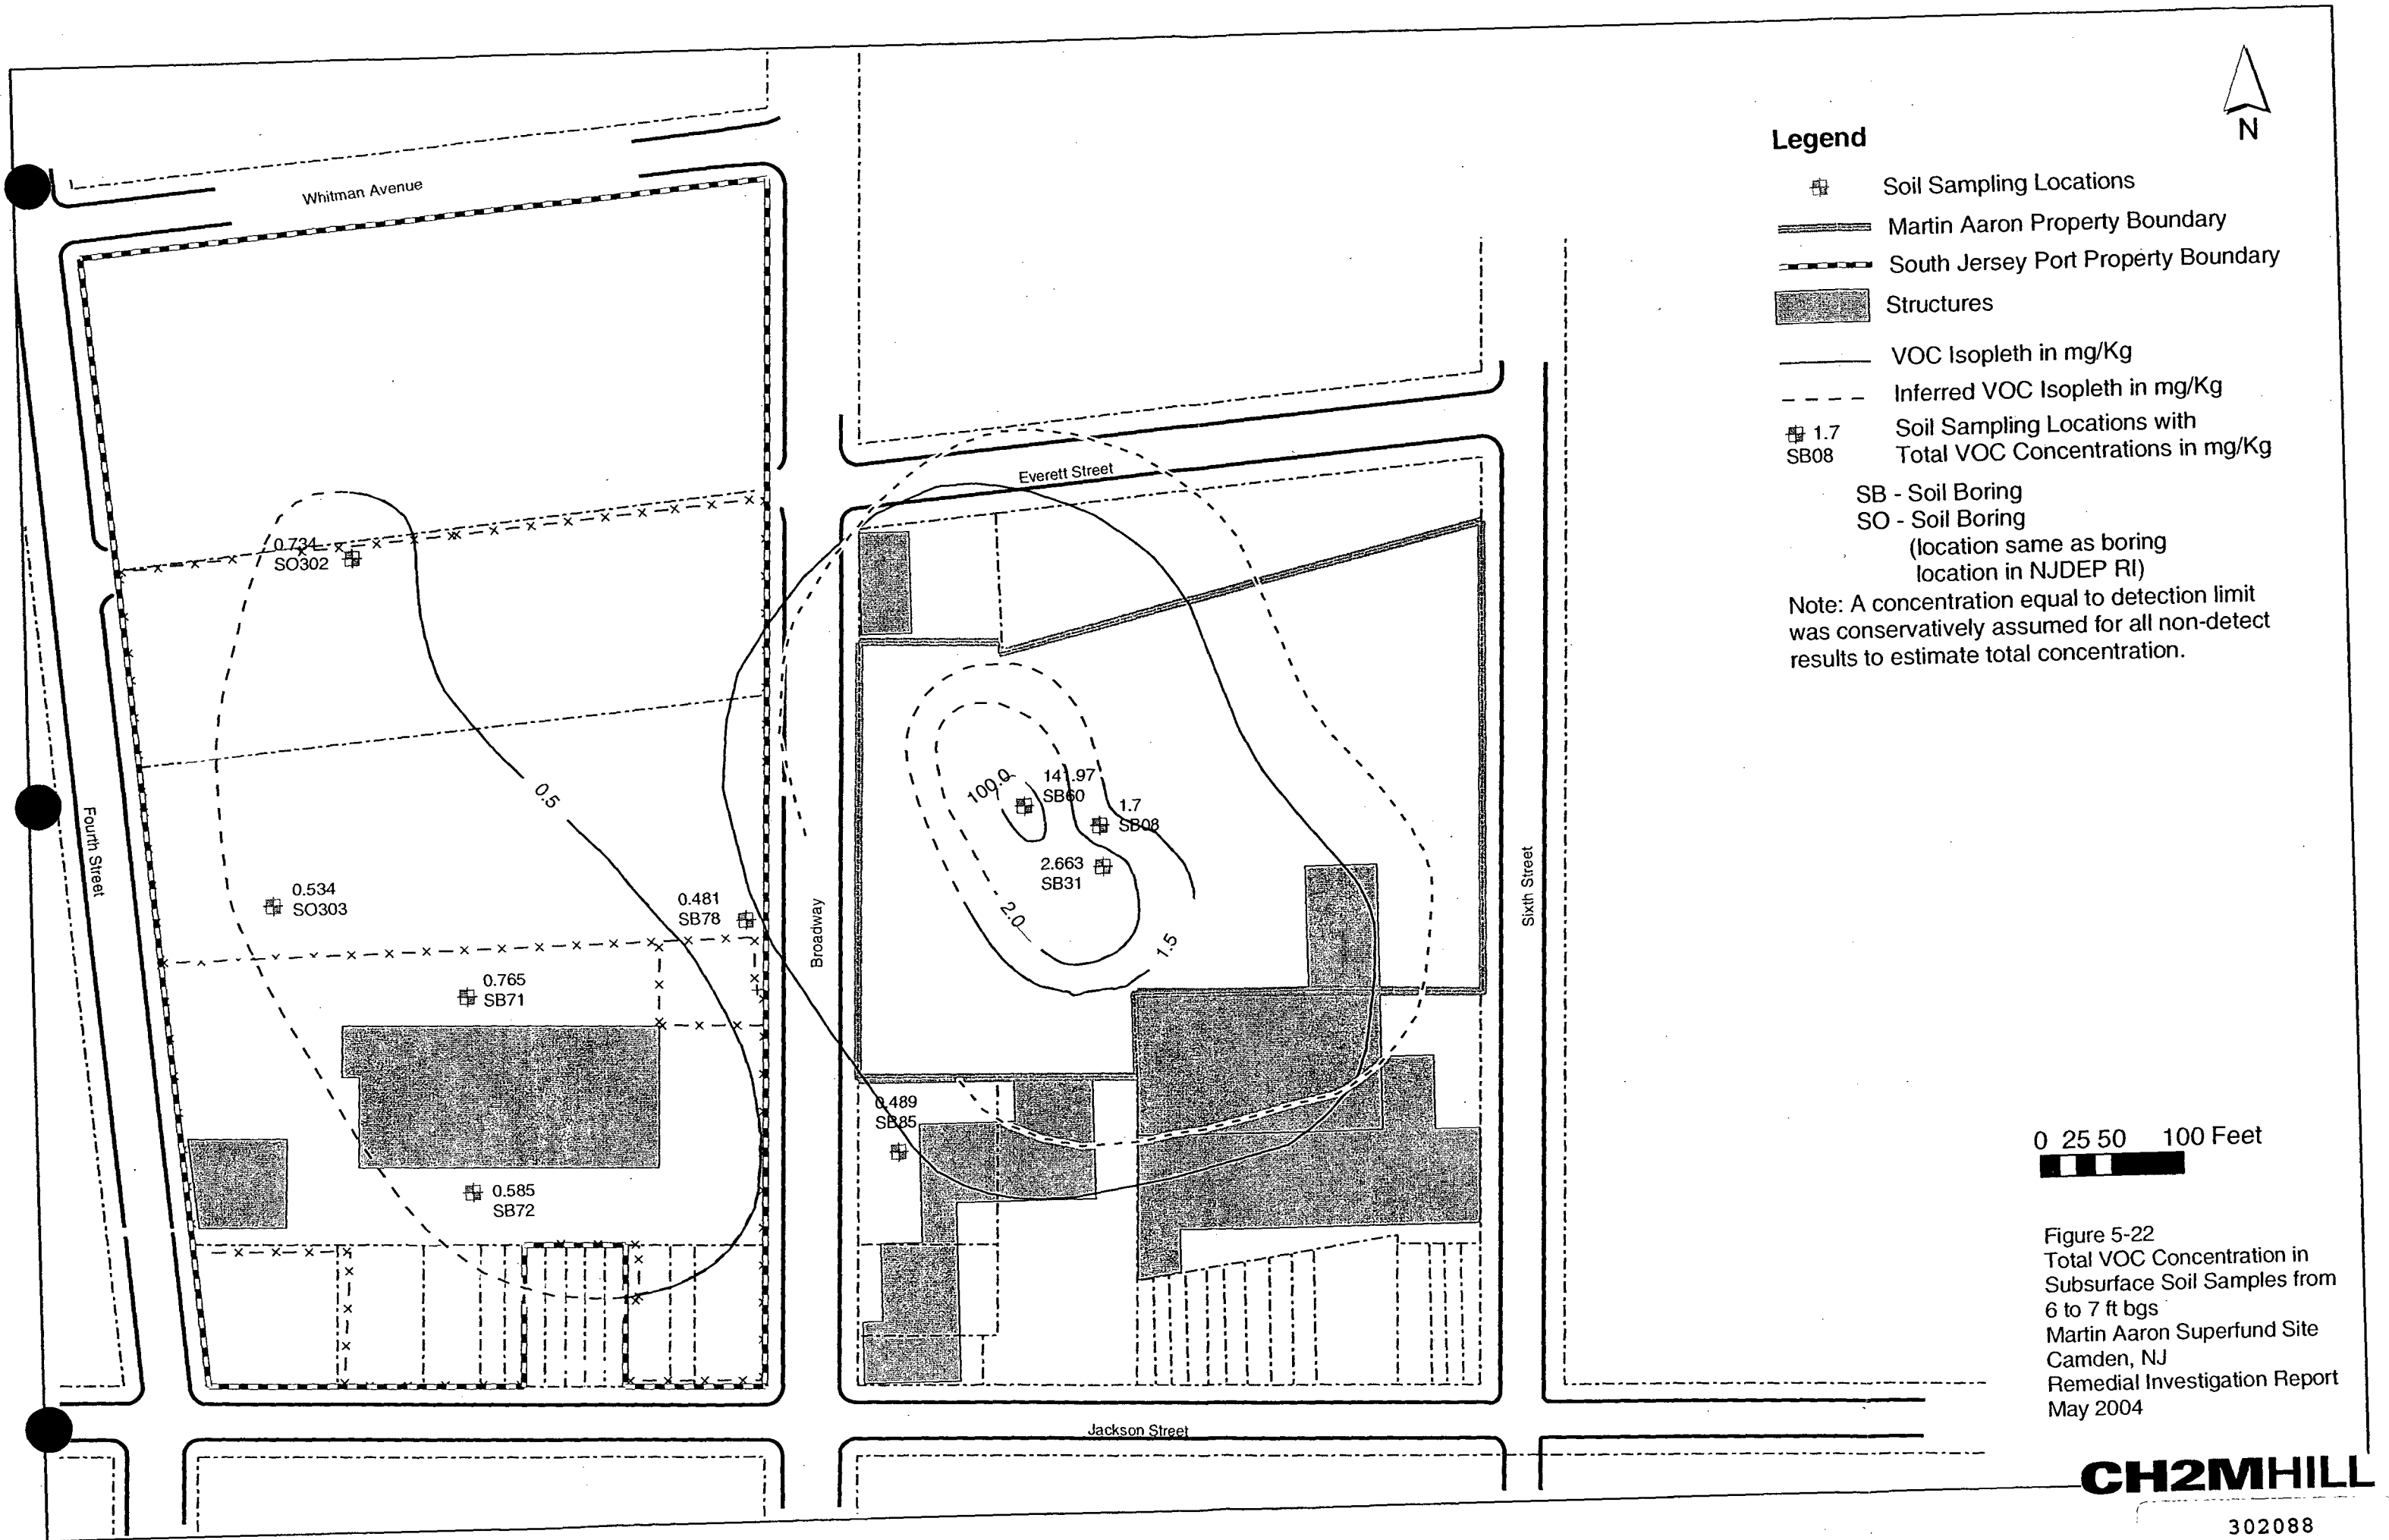 N
Legend
Soil Sampling Locations
Martin Aaron Property Boundary
South Jersey Port Property Boundary
Structures
VOC Isopleth in mg/Kg
Inferred VOC Isopleth in mg/Kg
1.7
SB08
Soil Sampling Locations with
Total VOC Concentrations in mg/Kg
SB - Soil Boring
SO - Soil Boring
(location same as boring
location in NJDEP RI)
Note: A concentration equal to detection limit
was conservatively assumed for all non-detect
results to estimate total concentration.
Whitman Avenue
Everett Street
0.734
SO302
0.5
100.0
141.97
SB60
1.7
SB08
2.663
SB31
2.0
1.5
Fourth Street
0.534
SO303
0.481
SB78
Broadway
Sixth Street
0.765
SB71
0.489
SB85
0.585
SB72
Jackson Street
0 25 50 100 Feet
Figure 5-22
Total VOC Concentration in
Subsurface Soil Samples from
6 to 7 ft bgs
Martin Aaron Superfund Site
Camden, NJ
Remedial Investigation Report
May 2004
CH2MHILL
302088